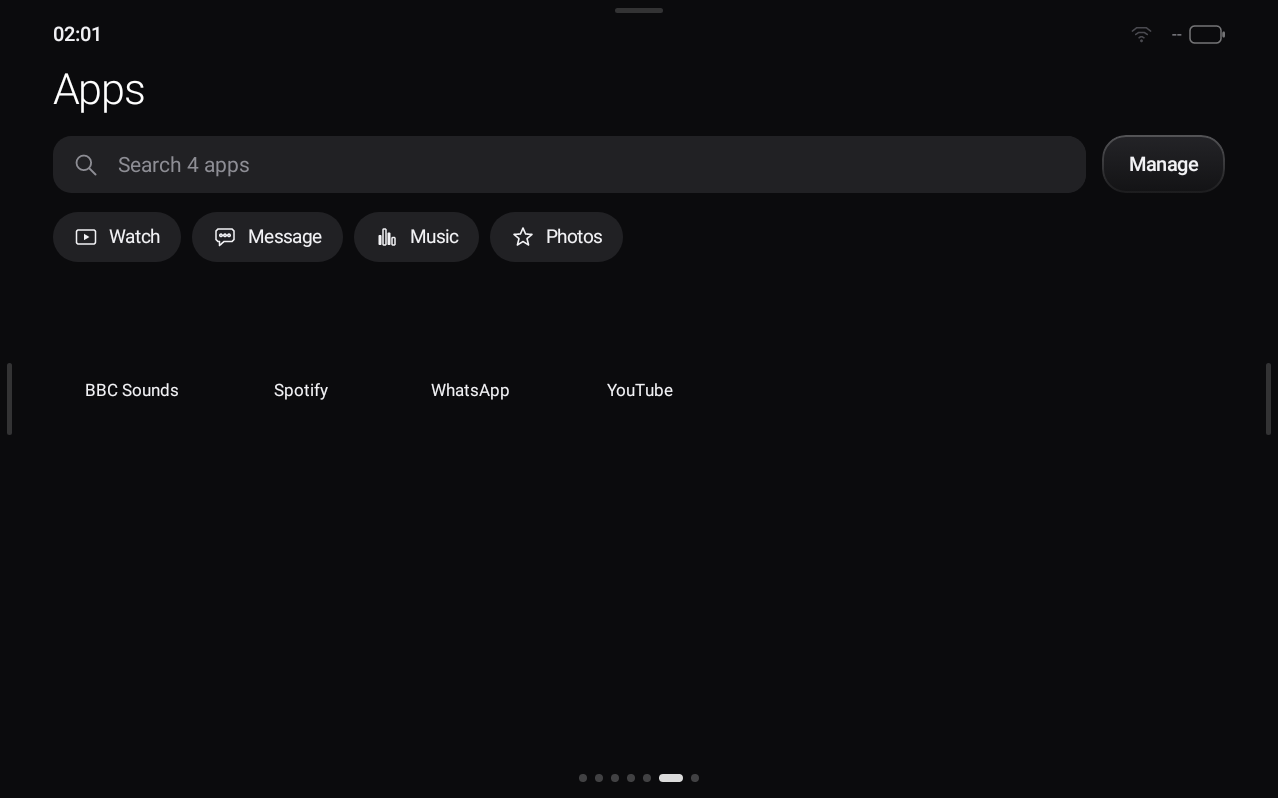 02:01
--
Apps
Search 4 apps
Manage
Watch
Message
Music
Photos
BBC Sounds
Spotify
WhatsApp
YouTube